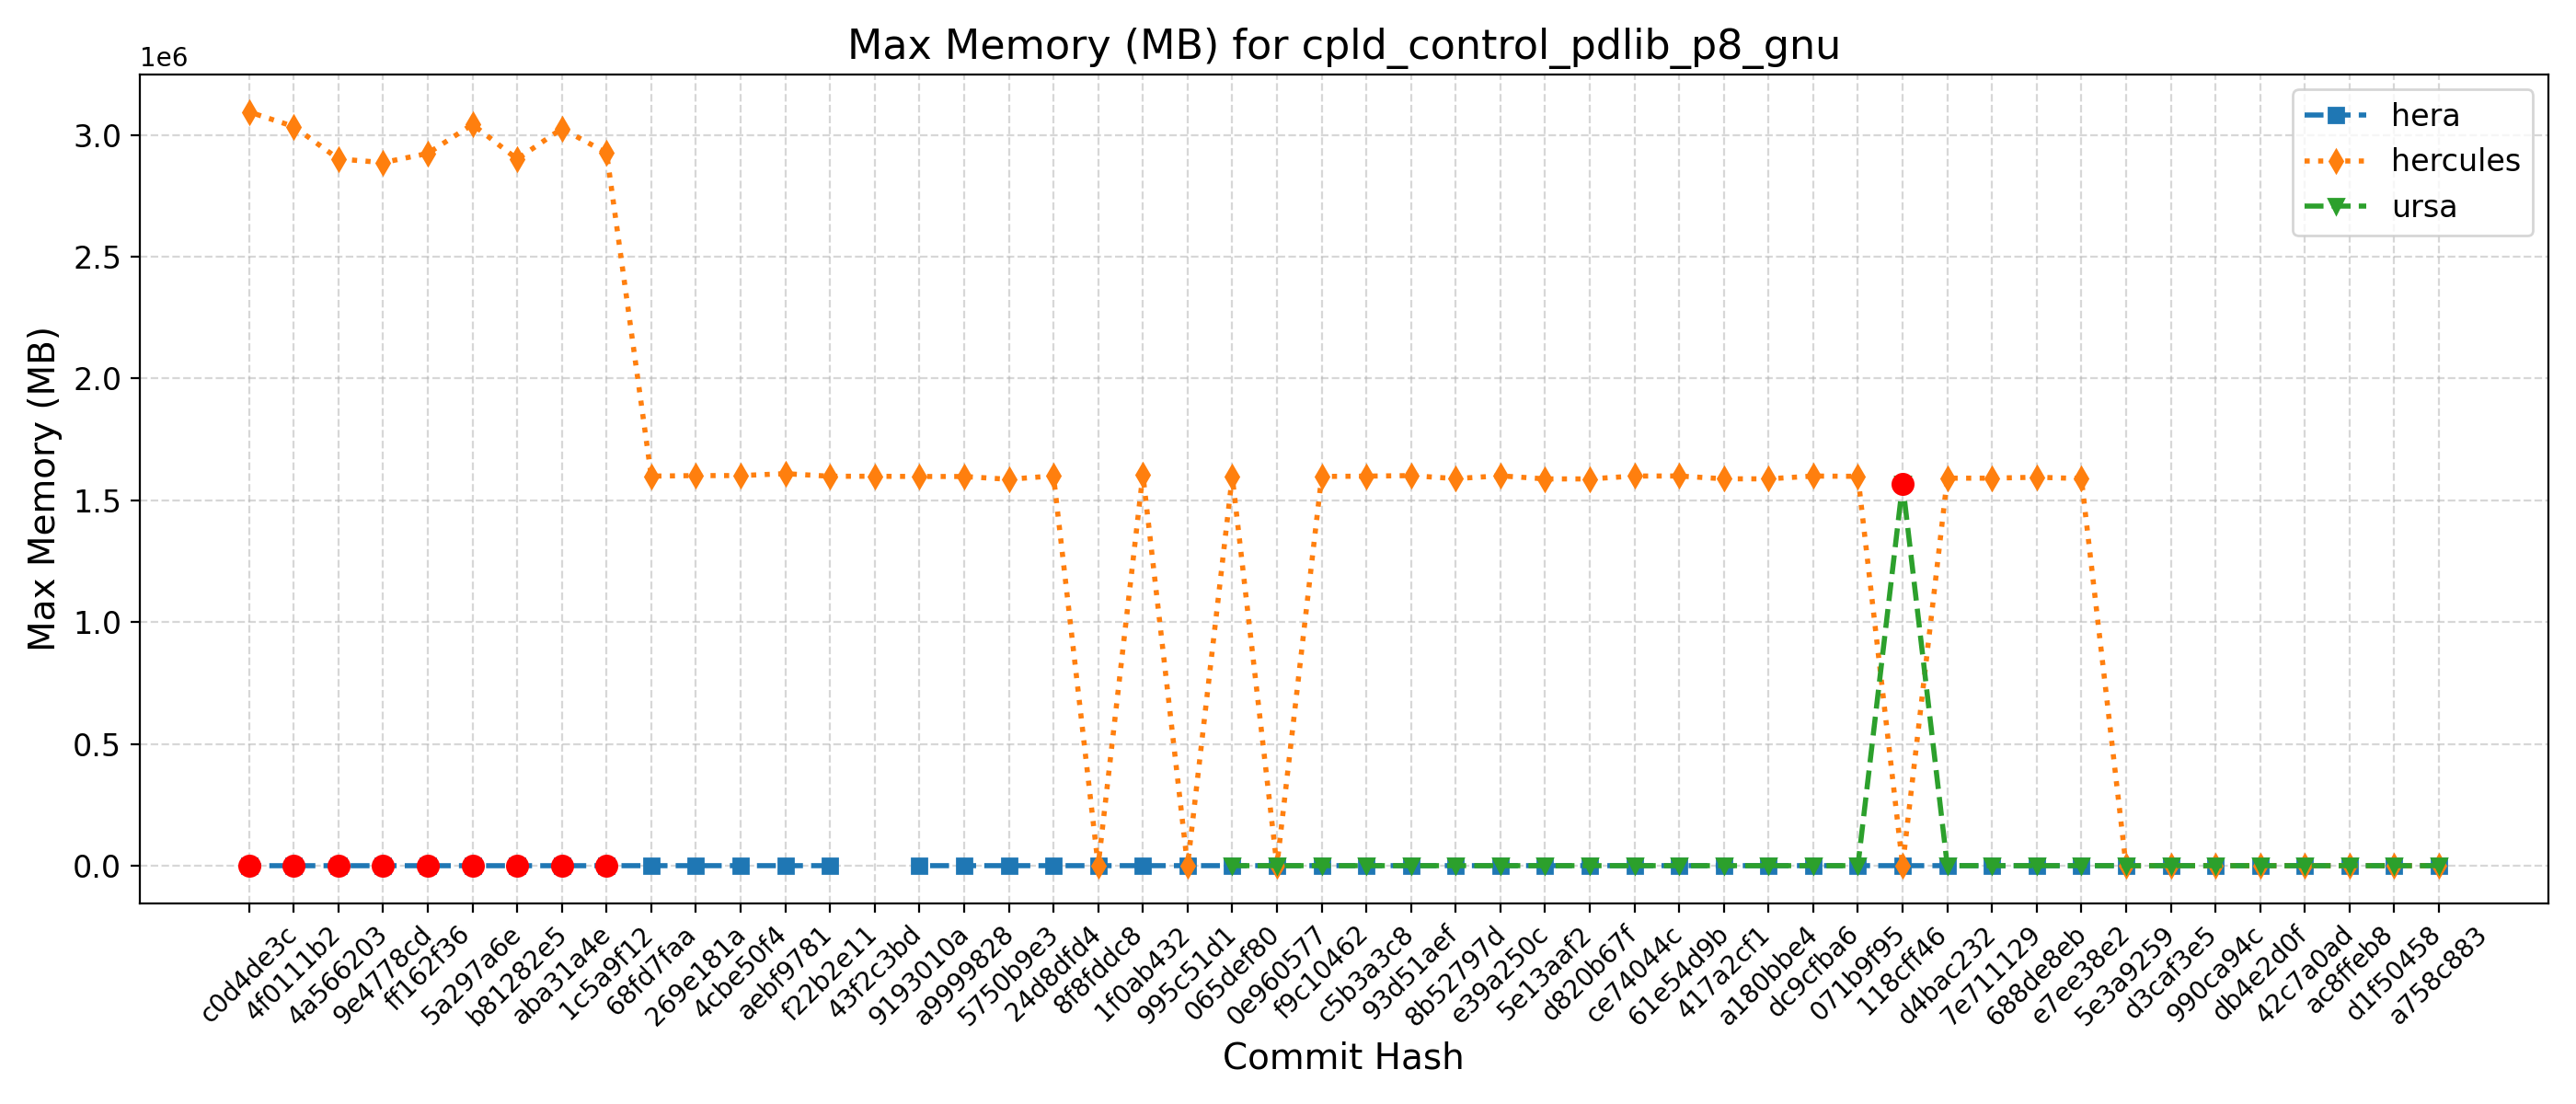 Max Memory (MB) for cpld_control_pdlib_p8_gnu
1e6
3.0
2.5
2.0
1.5
1.0
0.5
0.0
Max Memory (MB)
hera
hercules
ursa
c0d4de3c
4f0111b2
4a566203
9e4778cd
ff162f36
5a297a6e
b81282e5
aba31a4e
1c5a9f12
68fd7faa
269e181a
4cbe50f4
aebf9781
f22b2e11
43f2c3bd
9193010a
a9999828
5750b9e3
24d8dfd4
8f8fddc8
1f0ab432
995c51d1
065def80
0e960577
f9c10462
c5b3a3c8
93d51aef
8b52797d
e39a250c
5e13aaf2
d820b67f
ce74044c
61e54d9b
417a2cf1
a180bbe4
dc9cfba6
071b9f95
118cff46
d4bac232
7e711129
688de8eb
e7ee38e2
5e3a9259
d3caf3e5
990ca94c
db4e2d0f
42c7a0ad
ac8ffeb8
d1f50458
a758c883
Commit Hash